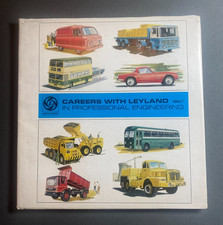 CAREERS WITH LEYLAND
IN PROFESSIONAL ENGINEERING